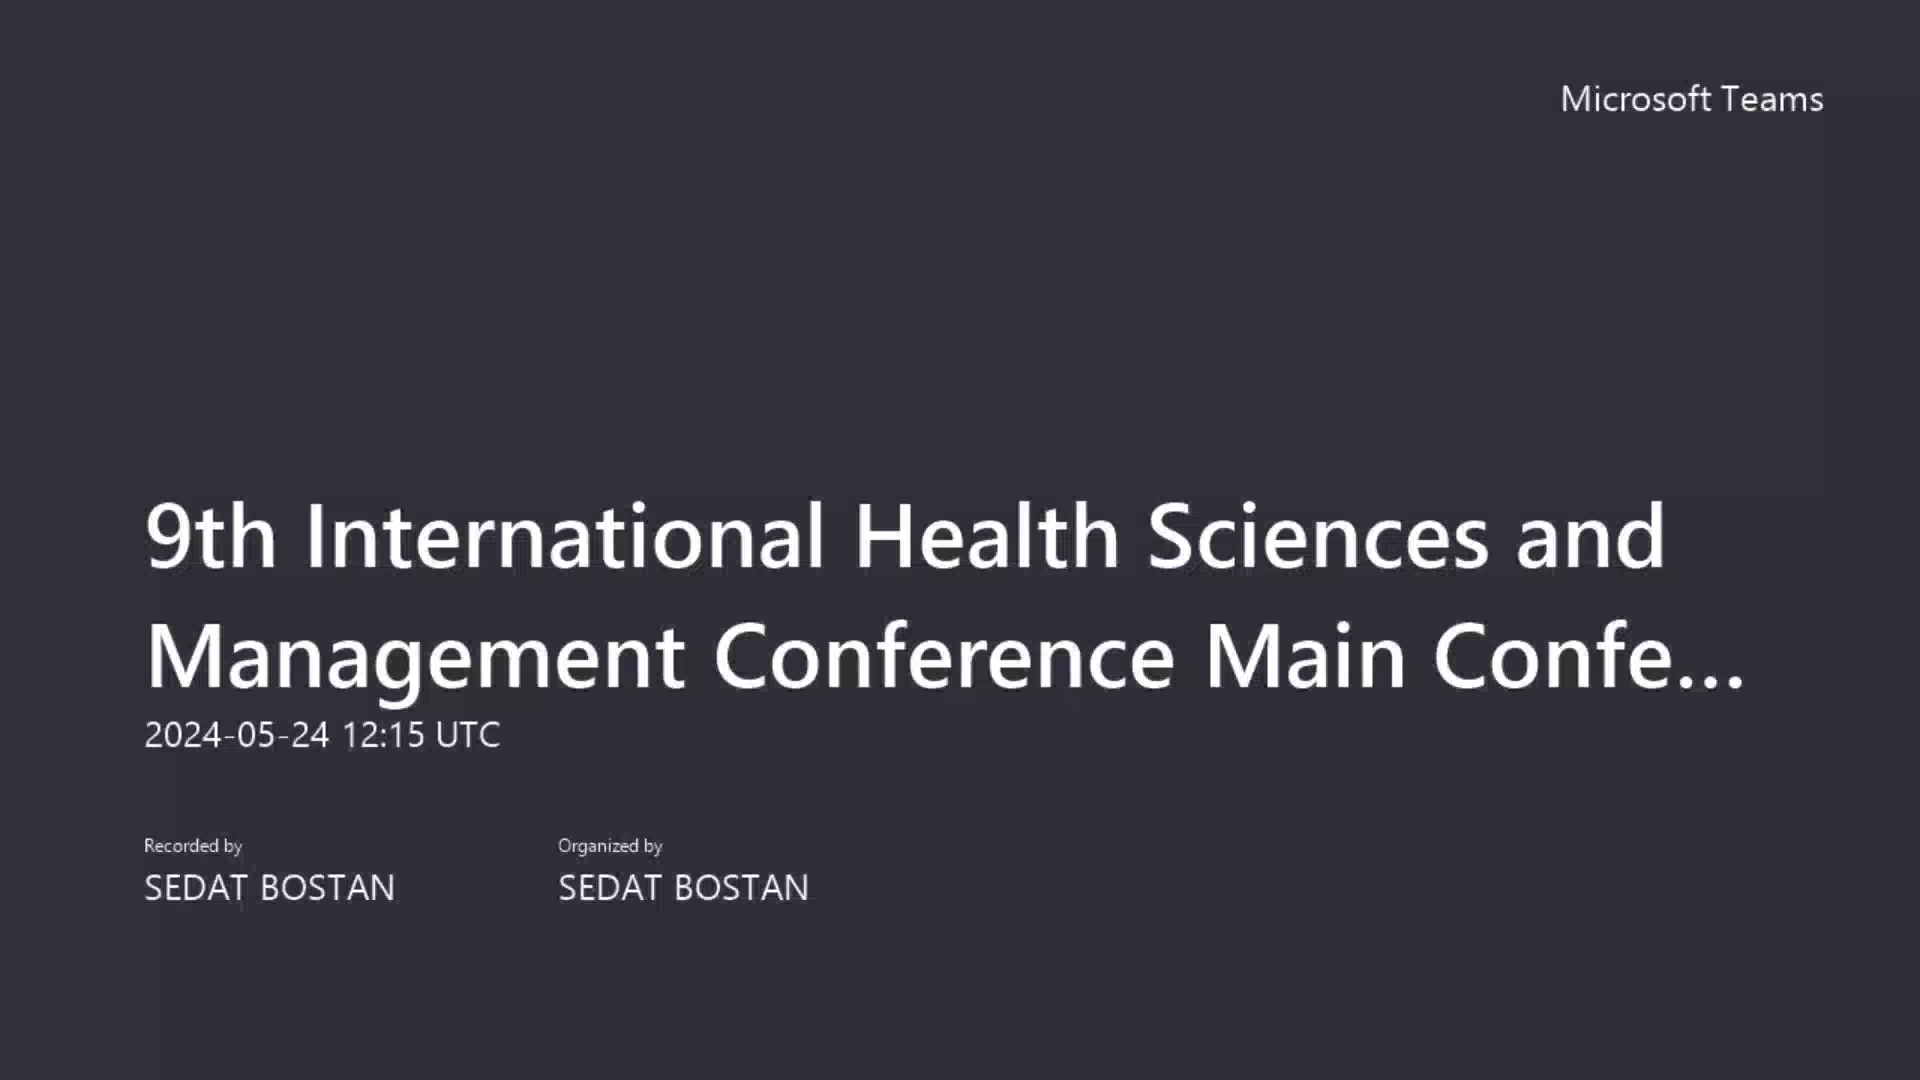 Microsoft Teams
9th International Health Sciences and
Management Conference Main Confe...
2024-05-24 12:15 UTC
Recorded by
SEDAT BOSTAN
Organized by
SEDAT BOSTAN